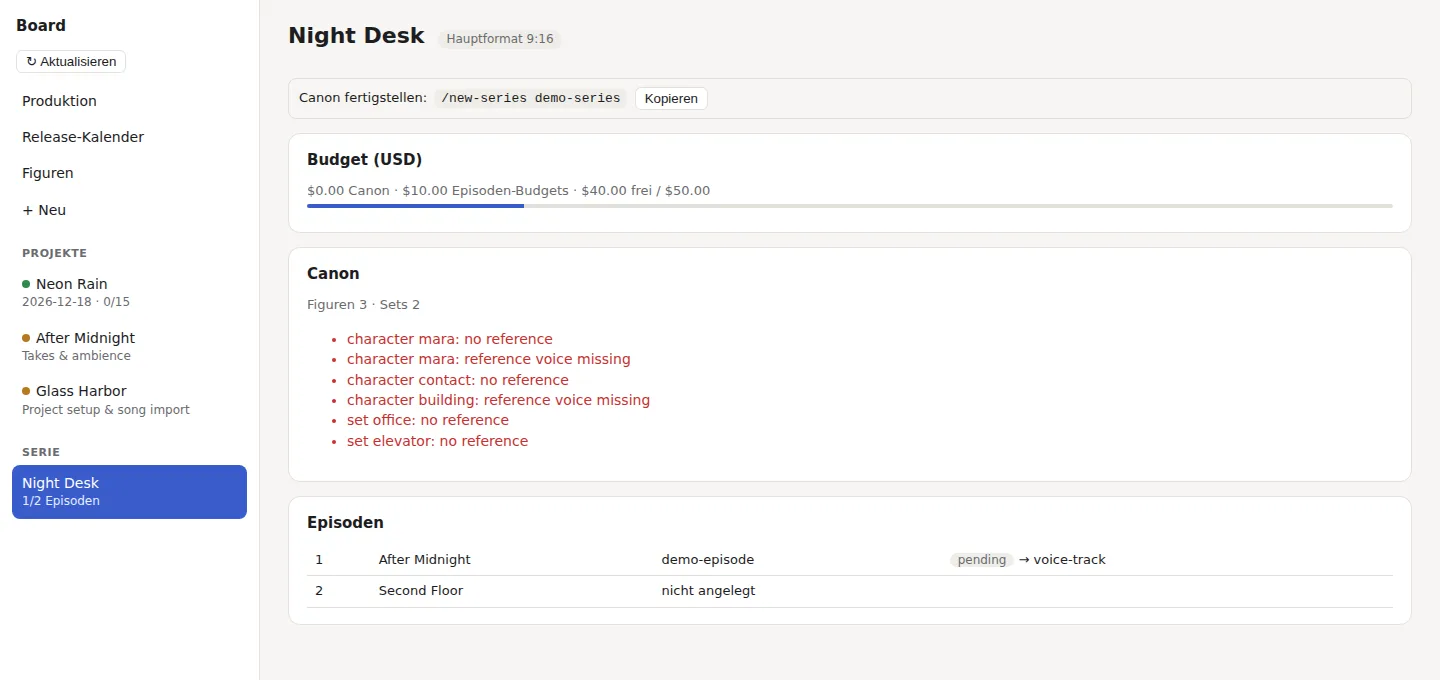 Board
↻ Aktualisieren
Produktion
Release-Kalender
Figuren
+ Neu
PROJEKTE
Neon Rain
2026-12-18 · 0/15
After Midnight
Takes & ambience
Glass Harbor
Project setup & song import
SERIE
Night Desk
1/2 Episoden
Night Desk Hauptformat 9:16
Canon fertigstellen: /new-series demo-series Kopieren
Budget (USD)
$0.00 Canon · $10.00 Episoden-Budgets · $40.00 frei / $50.00
Canon
Figuren 3 · Sets 2
• character mara: no reference
• character mara: reference voice missing
• character contact: no reference
• character building: reference voice missing
• set office: no reference
• set elevator: no reference
Episoden
1 After Midnight demo-episode pending → voice-track
2 Second Floor nicht angelegt